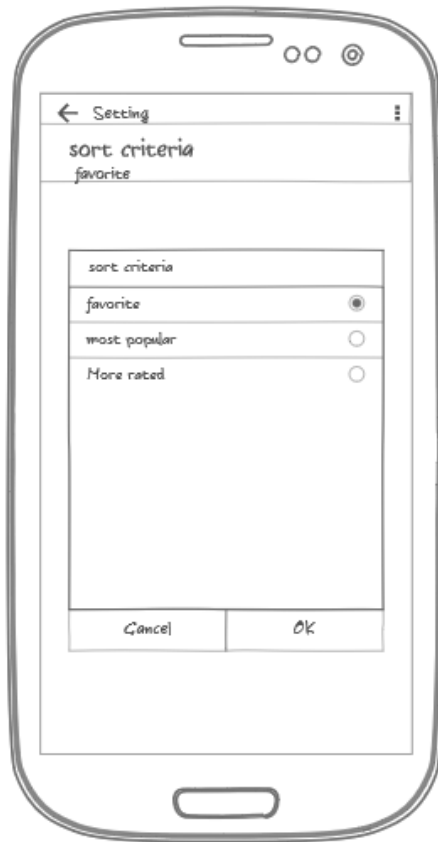 Setting
sort criteria
favorite
sort criteria
favorite
most popular
More rated
Cancel
OK